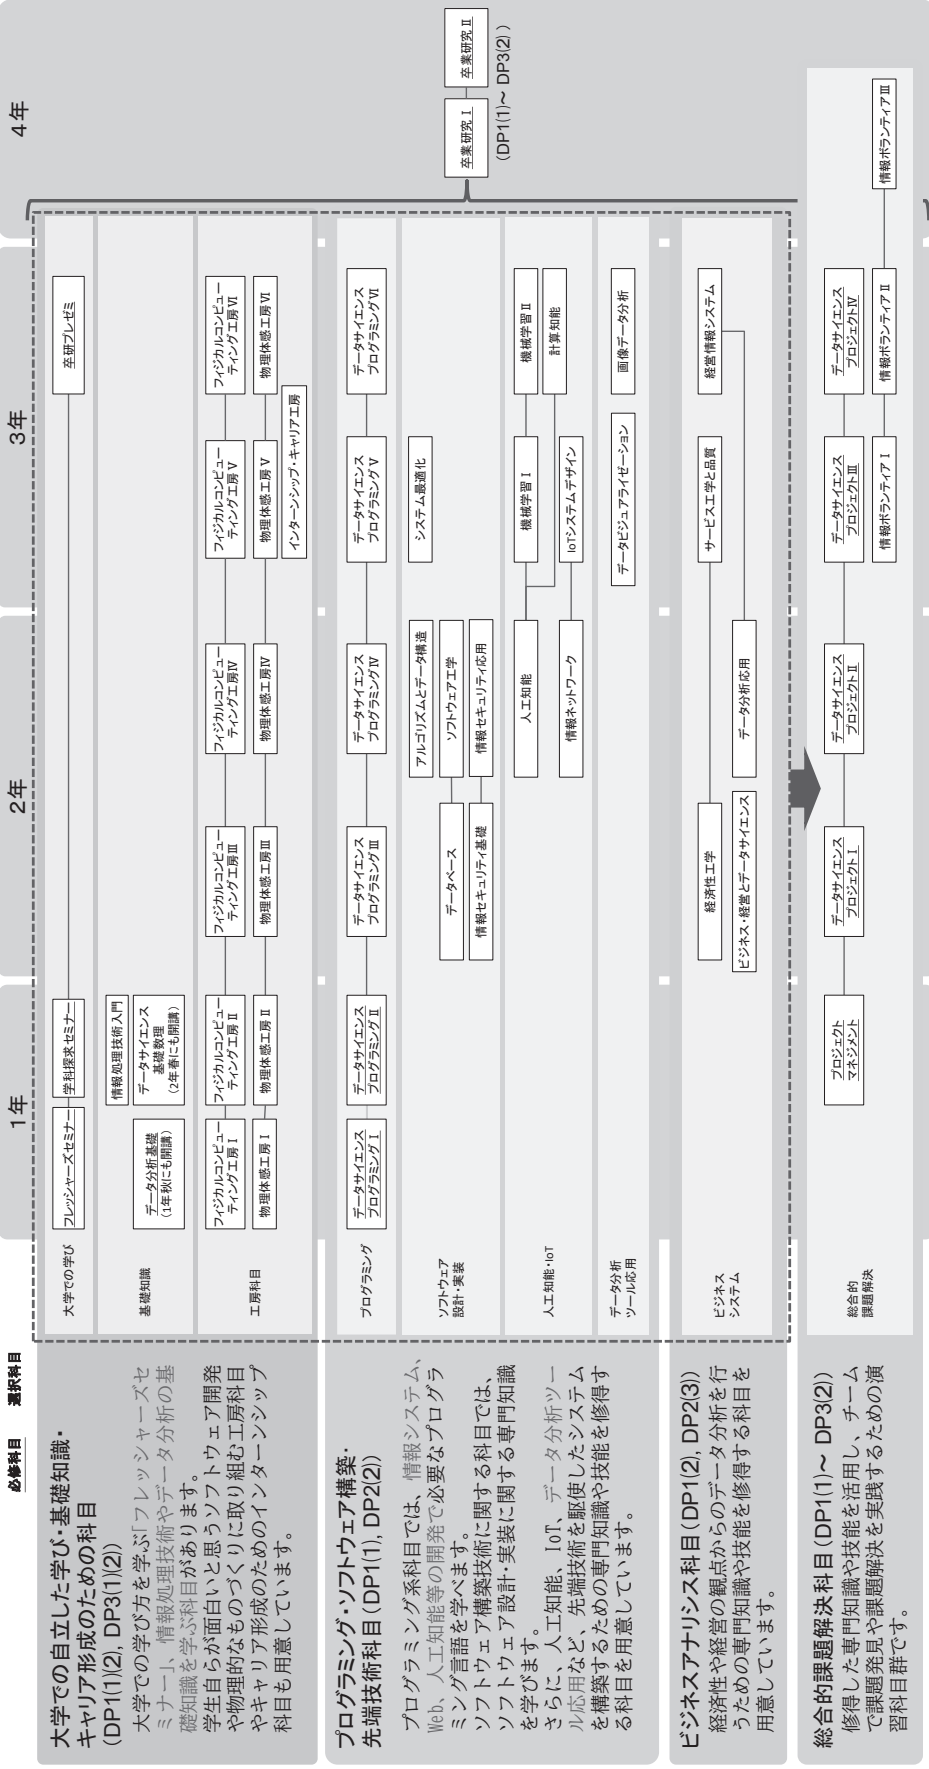 必修科目　選択科目
1年
2年
3年
4年
大学での自立した学び・基礎知識・
キャリア形成のための科目
(DP1(1)(2), DP3(1)(2))
大学での学び方を学ぶ「フレッシャーズセ
ミナー」、情報処理技術やデータ分析の基
礎知識を学ぶ科目があります。
学生自らが面白いと思うソフトウェア開発
や物理的なものづくりに取り組む工房科目
やキャリア形成のためのインターンシップ
科目も用意しています。
大学での学び
フレッシャーズセミナー
学科探求セミナー
卒研プレゼミ
基礎知識
データ分析基礎
(1年秋にも開講)
情報処理技術入門
データサイエンス
基礎数理
(2年春にも開講)
工房科目
フィジカルコンピュー
ティング工房Ⅰ
フィジカルコンピュー
ティング工房Ⅱ
フィジカルコンピュー
ティング工房Ⅲ
フィジカルコンピュー
ティング工房Ⅳ
フィジカルコンピュー
ティング工房Ⅴ
フィジカルコンピュー
ティング工房Ⅵ
物理体感工房Ⅰ
物理体感工房Ⅱ
物理体感工房Ⅲ
物理体感工房Ⅳ
物理体感工房Ⅴ
物理体感工房Ⅵ
インターンシップ・キャリア工房
プログラミング・ソフトウェア構築・
先端技術科目(DP1(1), DP2(2))
プログラミング系科目では、情報システム、
Web、人工知能等の開発で必要なプログラ
ミング言語を学べます。
ソフトウェア構築技術に関する科目では、
ソフトウェア設計・実装に関する専門知識
を学びます。
さらに、人工知能、IoT、データ分析ツー
ル応用など、先端技術を駆使したシステム
を構築するための専門知識や技能を修得す
る科目を用意しています。
プログラミング
データサイエンス
プログラミングⅠ
データサイエンス
プログラミングⅡ
データサイエンス
プログラミングⅢ
データサイエンス
プログラミングⅣ
データサイエンス
プログラミングⅤ
データサイエンス
プログラミングⅥ
ソフトウェア
設計・実装
アルゴリズムとデータ構造
システム最適化
データベース
ソフトウェア工学
情報セキュリティ基礎
情報セキュリティ応用
人工知能・IoT
人工知能
機械学習Ⅰ
機械学習Ⅱ
計算知能
情報ネットワーク
IoTシステムデザイン
データ分析
ツール応用
データビジュアライゼーション
画像データ分析
ビジネスアナリシス科目(DP1(2), DP2(3))
経済性や経営の観点からのデータ分析を行
うための専門知識や技能を修得する科目を
用意しています。
ビジネス
システム
経済性工学
サービス工学と品質
経営情報システム
ビジネス・経営とデータサイエンス
データ分析応用
総合的課題解決科目(DP1(1)〜 DP3(2))
修得した専門知識や技能を活用し、チーム
で課題発見や課題解決を実践するための演
習科目群です。
総合的
課題解決
プロジェクト
マネジメント
データサイエンス
プロジェクトⅠ
データサイエンス
プロジェクトⅡ
データサイエンス
プロジェクトⅢ
データサイエンス
プロジェクトⅣ
情報ボランティアⅠ
情報ボランティアⅡ
情報ボランティアⅢ
卒業研究Ⅰ
卒業研究Ⅱ
(DP1(1)〜 DP3(2))